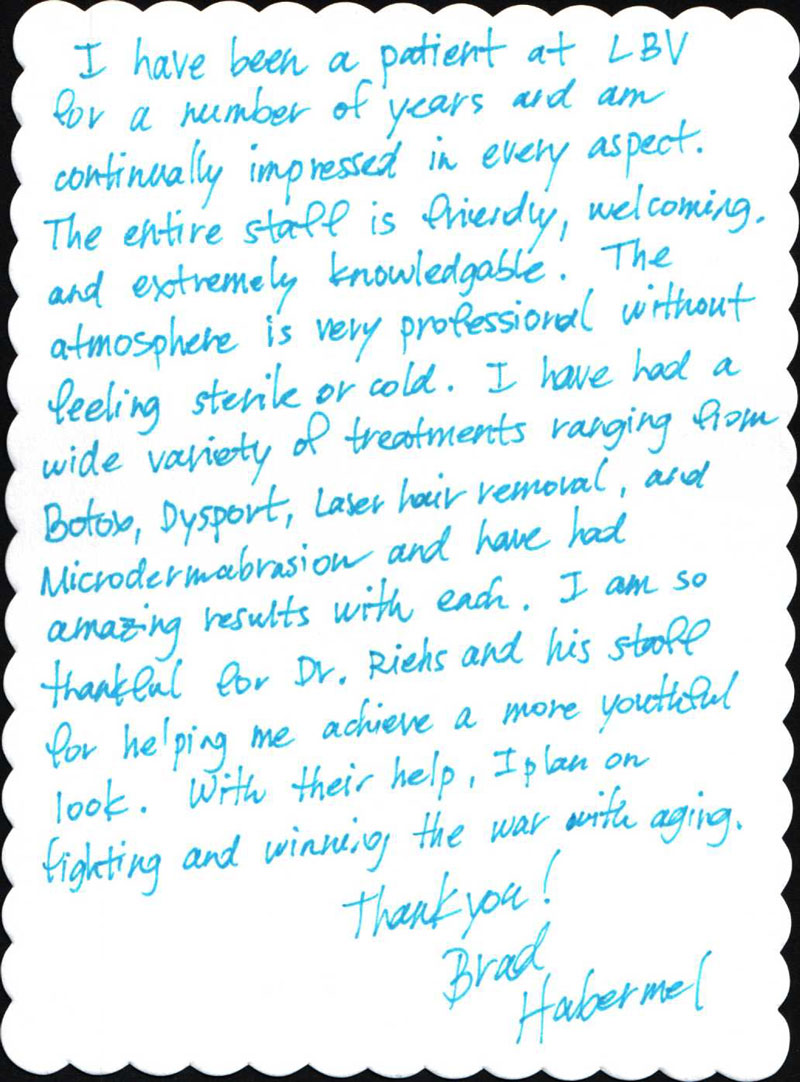 I have been a patient at LBV
for a number of years and am
continually impressed in every aspect.
The entire staff is friendly, welcoming,
and extremely knowledgable. The
atmosphere is very professional without
feeling sterile or cold. I have had a
wide variety of treatments ranging from
Botox, Dysport, Laser hair removal, and
Microdermabrasion and have had
amazing results with each. I am so
thankful for Dr. Riehs and his staff
for helping me achieve a more youthful
look. With their help, I plan on
fighting and winning the war with aging.
Thank you!
Brad
Habermel